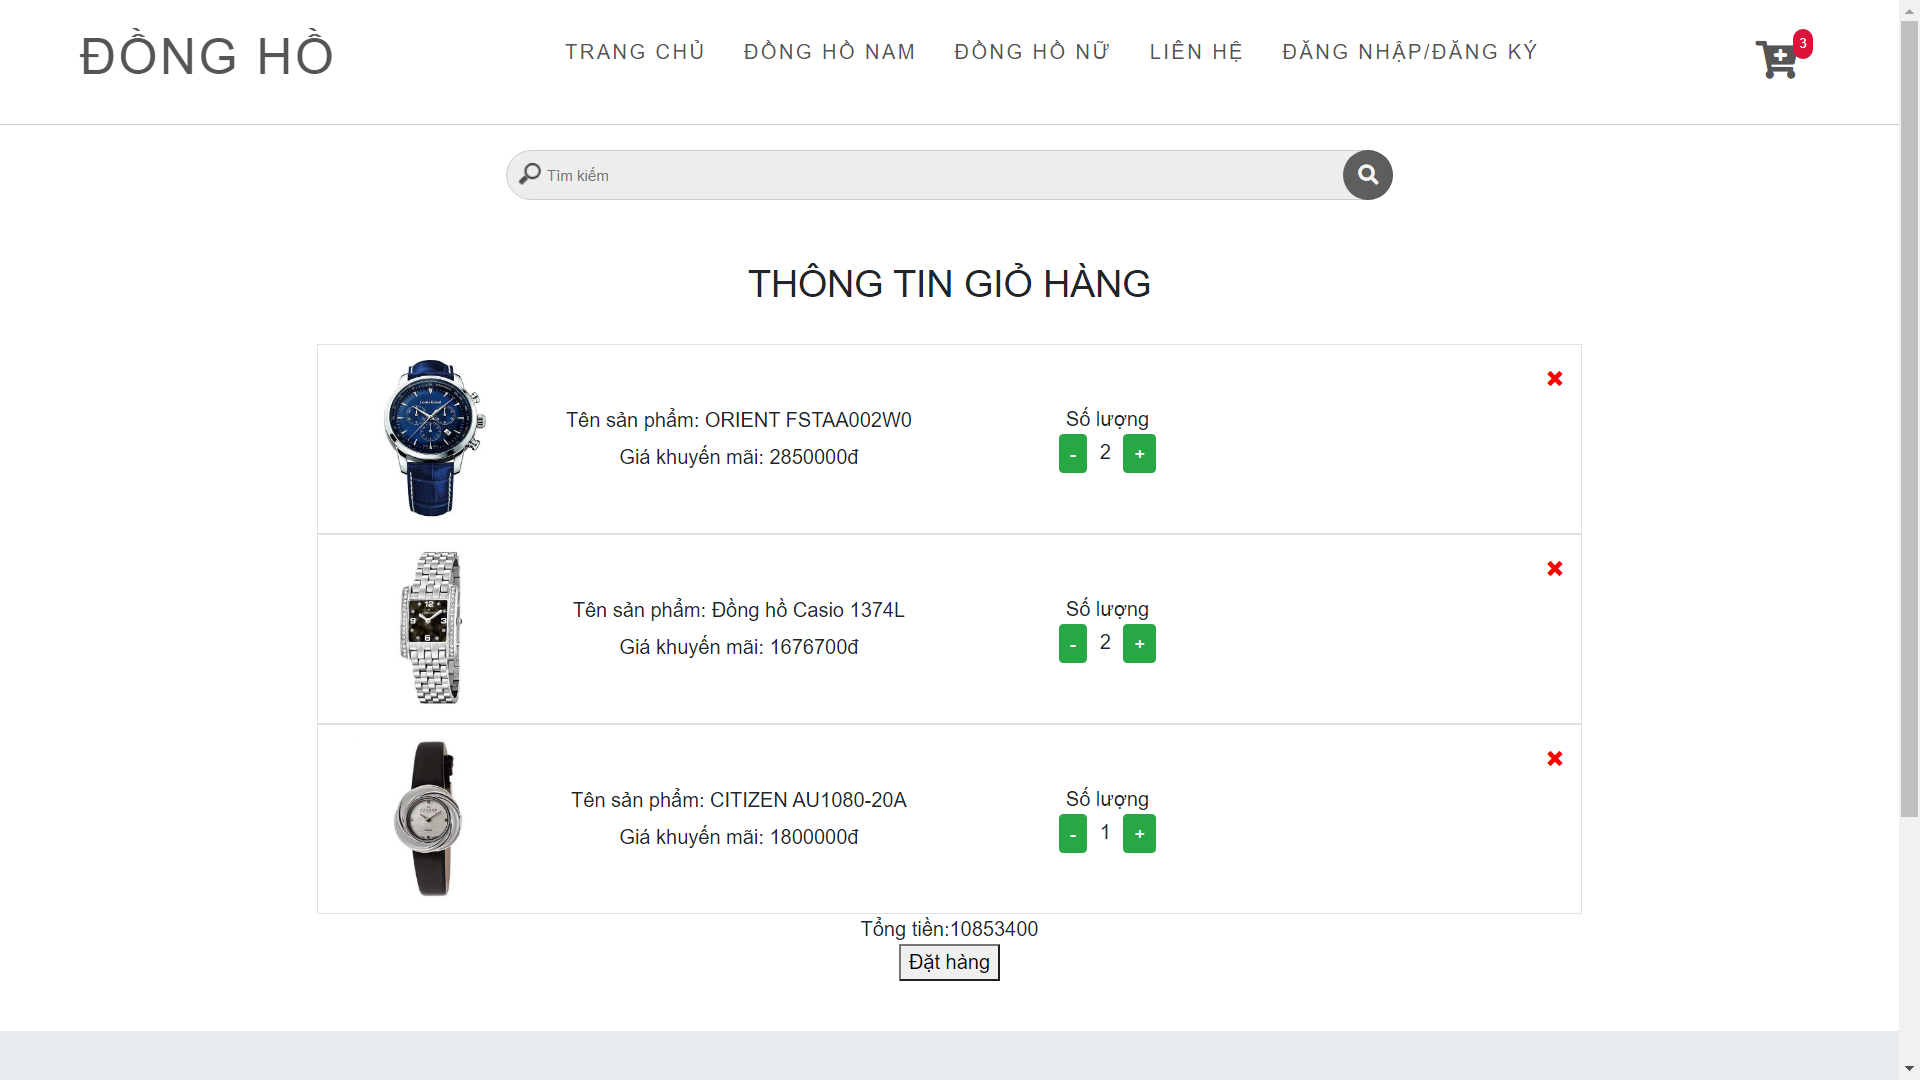 ĐỒNG HỒ
TRANG CHỦ ĐỒNG HỒ NAM ĐỒNG HỒ NỮ LIÊN HỆ ĐĂNG NHẬP/ĐĂNG KÝ
3
Tìm kiếm
THÔNG TIN GIỎ HÀNG
Tên sản phẩm: ORIENT FSTAA002W0
Giá khuyến mãi: 2850000đ
Số lượng
- 2 +
Tên sản phẩm: Đồng hồ Casio 1374L
Giá khuyến mãi: 1676700đ
Số lượng
- 2 +
Tên sản phẩm: CITIZEN AU1080-20A
Giá khuyến mãi: 1800000đ
Số lượng
- 1 +
Tổng tiền:10853400
Đặt hàng